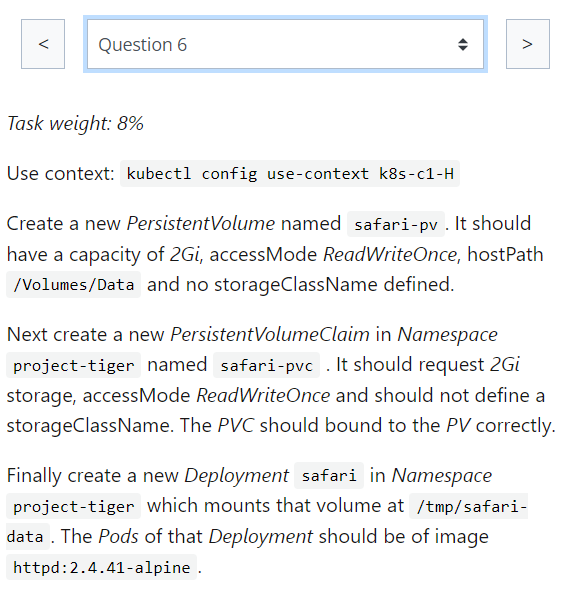 < Question 6 >
Task weight: 8%
Use context: kubectl config use-context k8s-c1-H
Create a new PersistentVolume named safari-pv . It should
have a capacity of 2Gi, accessMode ReadWriteOnce, hostPath
/Volumes/Data and no storageClassName defined.
Next create a new PersistentVolumeClaim in Namespace
project-tiger named safari-pvc . It should request 2Gi
storage, accessMode ReadWriteOnce and should not define a
storageClassName. The PVC should bound to the PV correctly.
Finally create a new Deployment safari in Namespace
project-tiger which mounts that volume at /tmp/safari-
data . The Pods of that Deployment should be of image
httpd:2.4.41-alpine .